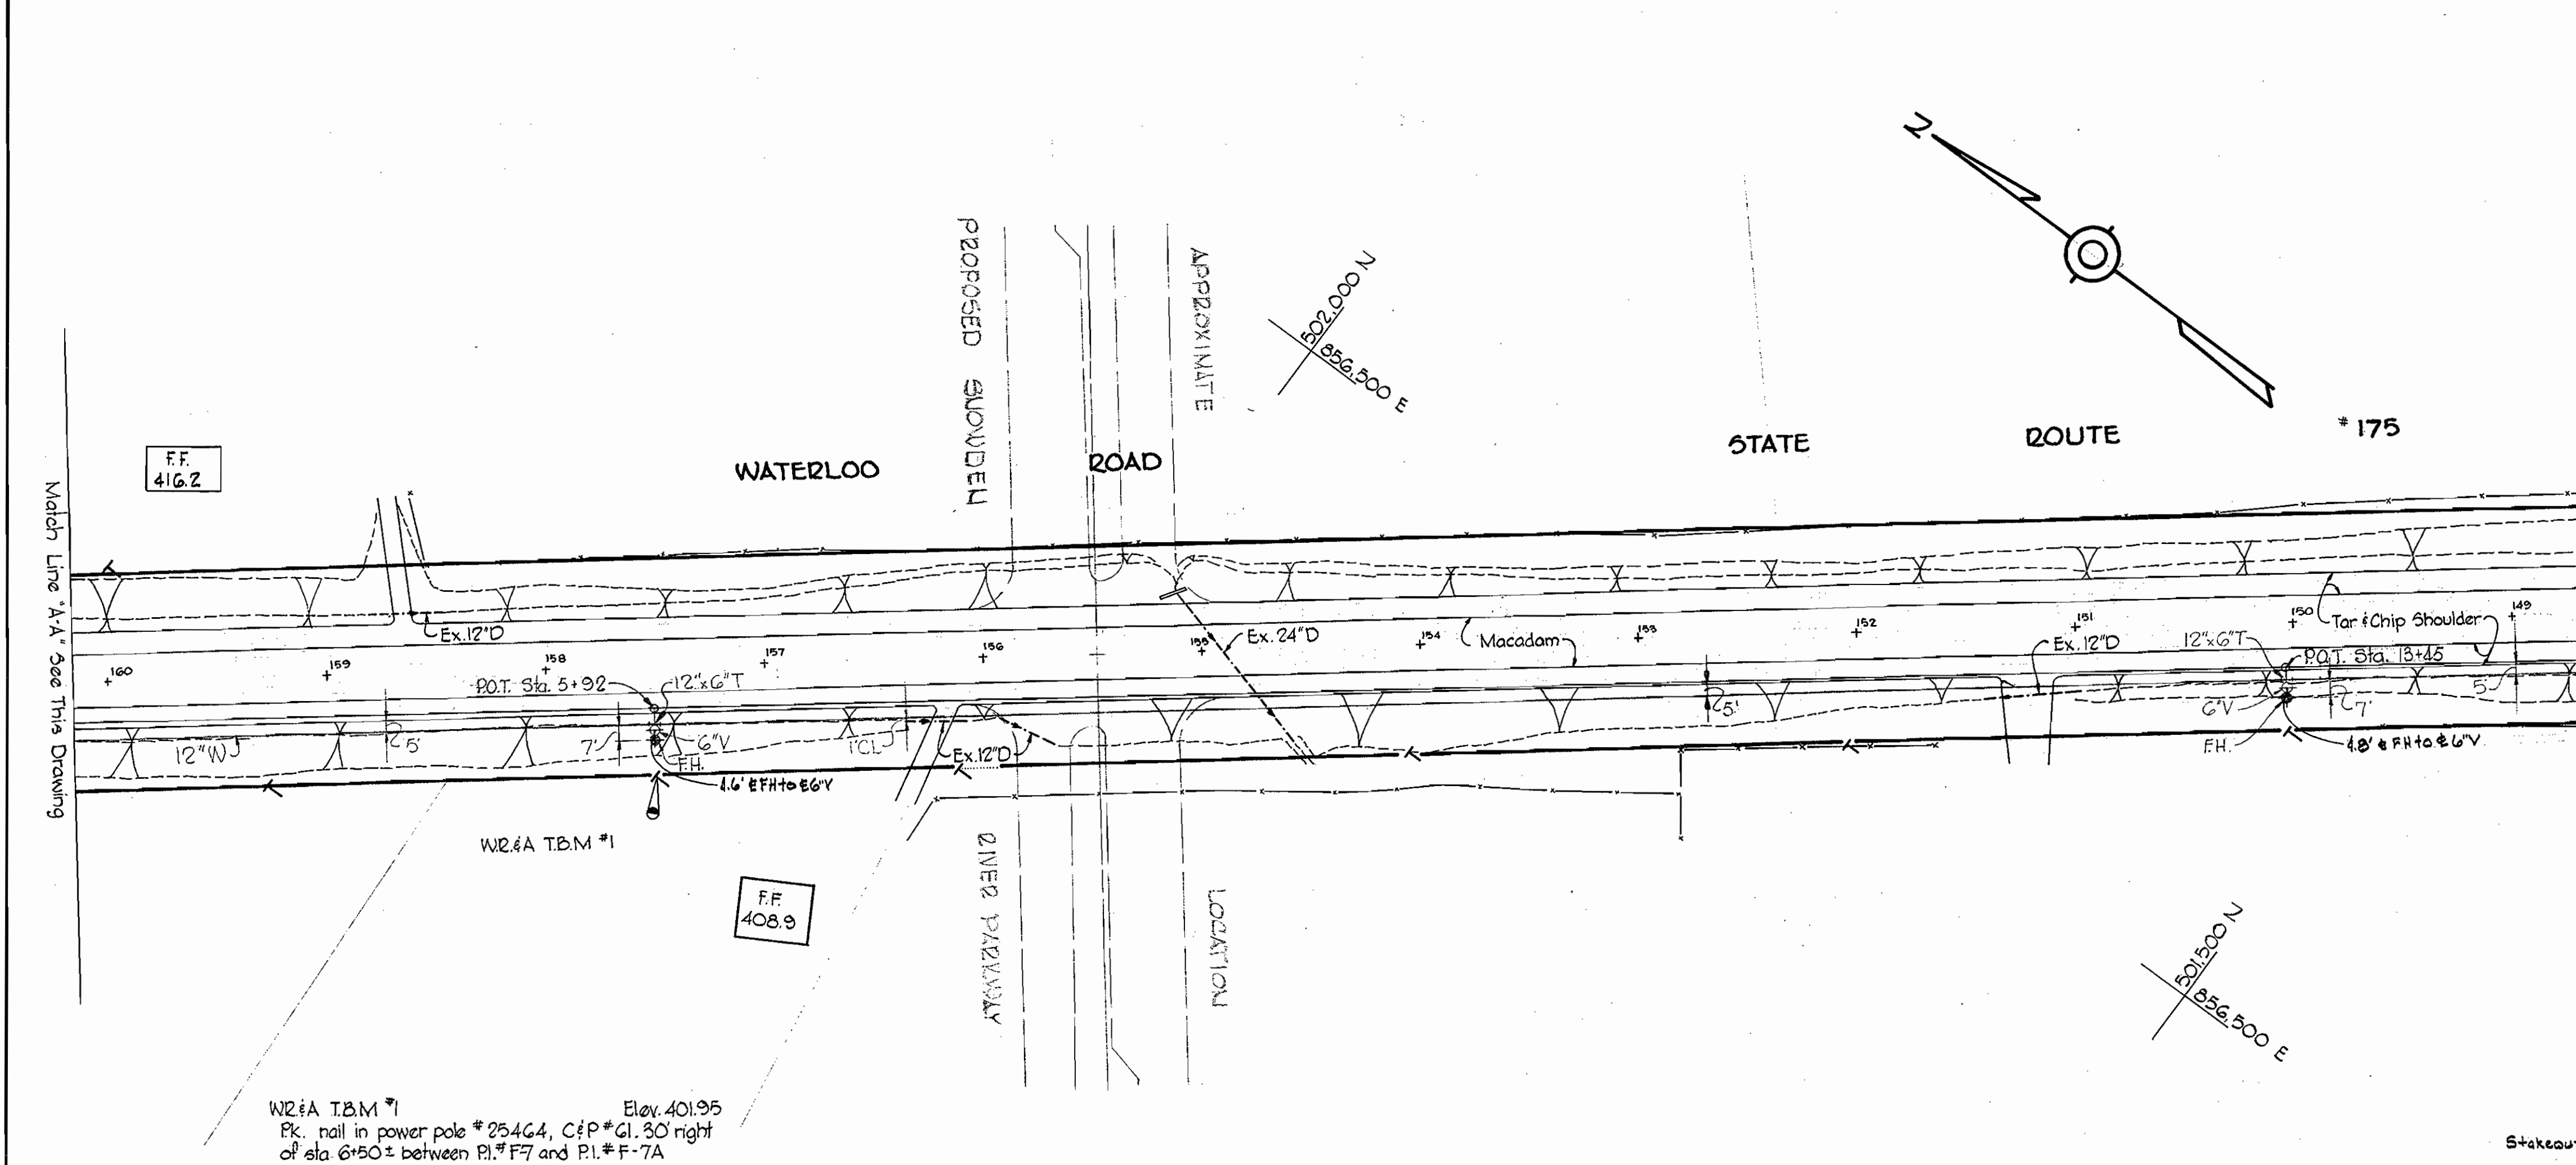 N
PROPOSED SNOWDEN
APPROXIMATE
502,000 N
856,500 E
F.F.
416.2
WATERLOO ROAD STATE ROUTE #175
Match Line "A-A" See This Drawing
Ex.12"D
Ex. 24"D
Macadam
Tar & Chip Shoulder
160
159
158
157
156
155
154
153
152
151
150
149
P.O.T. Sta. 5+92
12"x6"T
Ex.12"D
12"x6"T
P.O.T. Sta. 13+45
12"W
5'
7'
6"V
F.H.
1'CL
Ex.12"D
5'
6"V
F.H.
7'
5'
4.6' ℄ FH to ℄ 6"V
4.8' ℄ FH to ℄ 6"V
W.R.&A T.B.M #1
F.F.
408.9
RIVER PARKWAY
LOCATION
501,500 N
856,500 E
W.R.&A T.B.M #1 Elev. 401.95
P.K. nail in power pole #25464, C&P #61. 30' right
of sta. 6+50± between P.I.#F-7 and P.I.#F-7A